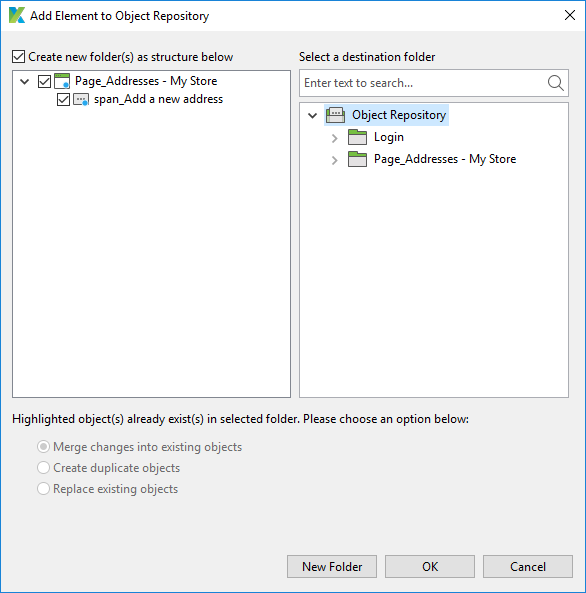 Add Element to Object Repository
Create new folder(s) as structure below
Page_Addresses - My Store
span_Add a new address
Select a destination folder
Enter text to search...
Object Repository
Login
Page_Addresses - My Store
Highlighted object(s) already exist(s) in selected folder. Please choose an option below:
Merge changes into existing objects
Create duplicate objects
Replace existing objects
New Folder
OK
Cancel